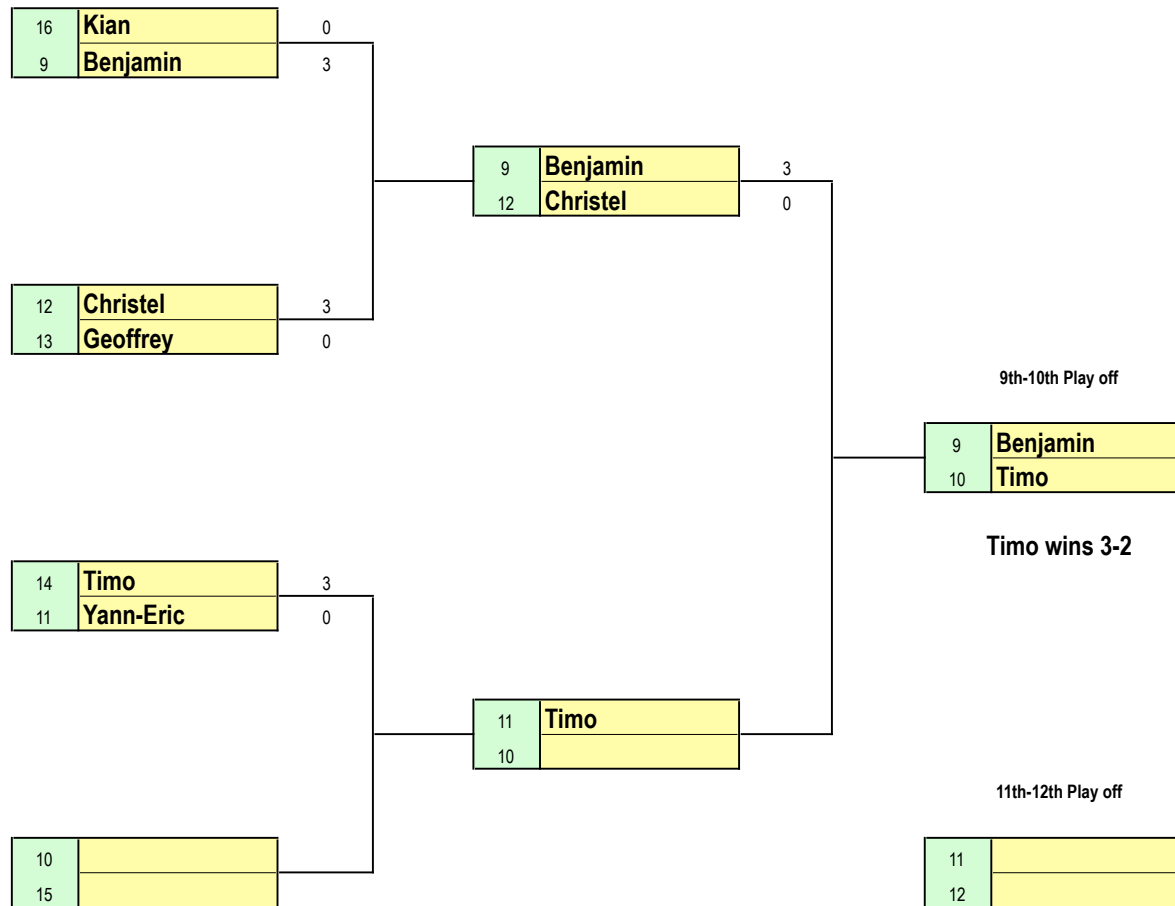 16 Kian 0
9 Benjamin 3
9 Benjamin 3
12 Christel 0
12 Christel 3
13 Geoffrey 0
9th-10th Play off
9 Benjamin
10 Timo
Timo wins 3-2
14 Timo 3
11 Yann-Eric 0
11 Timo
10
11th-12th Play off
10
15
11
12